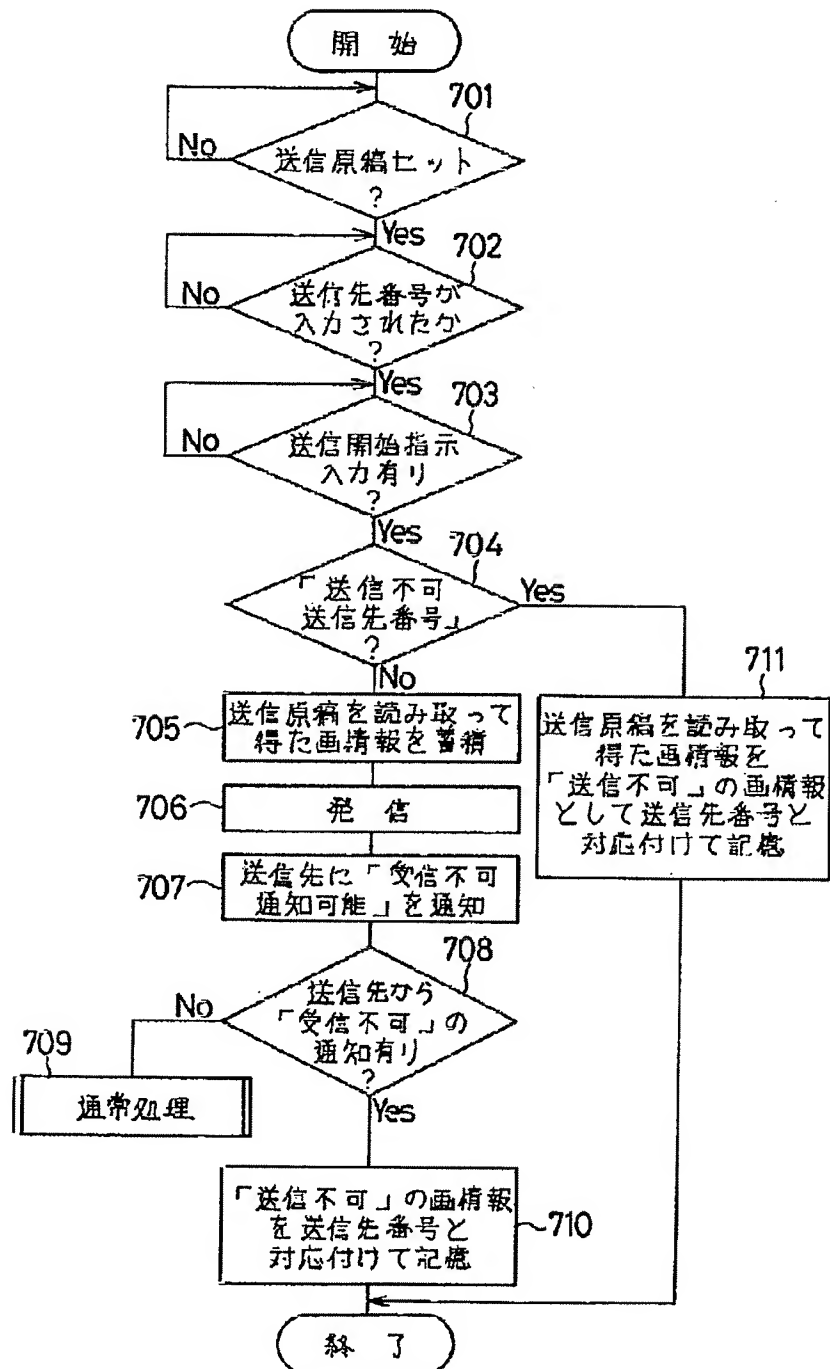 開 始
701
No
送信原稿セット
?
Yes
702
No
送信先番号が
入力されたか
?
Yes
703
No
送信開始指示
入力有り
?
Yes
704
「送信不可
送信先番号」
?
Yes
No
705
送信原稿を読み取って
得た画情報を蓄積
711
送信原稿を読み取って
得た画情報を
「送信不可」の画情報
として送信先番号と
対応付けて記憶
706
発 信
707
送信先に「受信不可
通知可能」を通知
708
送信先から
「受信不可」の
通知有り
?
No
709
通常処理
Yes
「送信不可」の画情報
を送信先番号と
対応付けて記憶
710
終 了